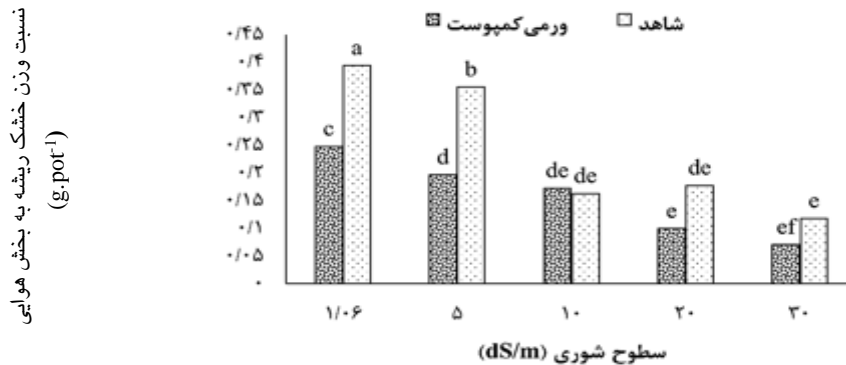 نسبت وزن خشک ریشه به بخش هوایی
(g.pot-1)
ورمی‌کمپوست شاهد
۰/۴۵
۰/۴
۰/۳۵
۰/۳
۰/۲۵
۰/۲
۰/۱۵
۰/۱
۰/۰۵
۰
a
b
c
d
de
de
de
e
e
ef
۱/۰۶ ۵ ۱۰ ۲۰ ۳۰
سطوح شوری (dS/m)